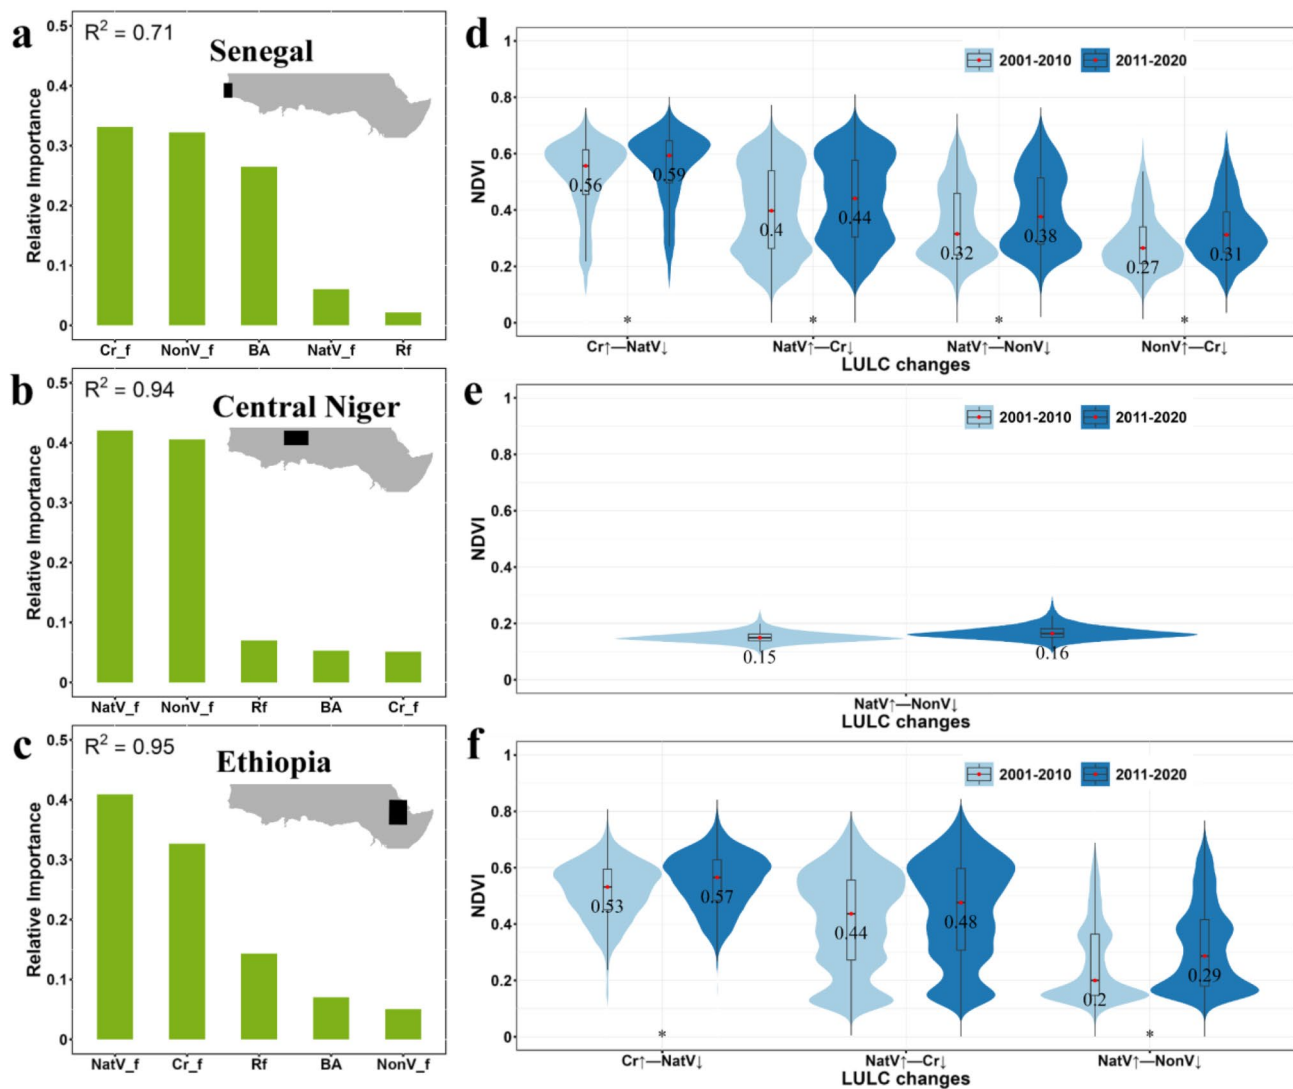 a
R² = 0.71
Senegal
Relative Importance
0.5
0.4
0.3
0.2
0.1
0
Cr_f NonV_f BA NatV_f Rf
b
R² = 0.94
Central Niger
Relative Importance
0.5
0.4
0.3
0.2
0.1
0
NatV_f NonV_f Rf BA Cr_f
c
R² = 0.95
Ethiopia
Relative Importance
0.5
0.4
0.3
0.2
0.1
0
NatV_f Cr_f Rf BA NonV_f
d
NDVI
1
0.8
0.6
0.4
0.2
0
2001-2010 2011-2020
0.56 0.59 0.4 0.44 0.32 0.38 0.27 0.31
* * * *
Cr↑—NatV↓ NatV↑—Cr↓ NatV↑—NonV↓ NonV↑—Cr↓
LULC changes
e
NDVI
1
0.8
0.6
0.4
0.2
0
2001-2010 2011-2020
0.15 0.16
NatV↑—NonV↓
LULC changes
f
NDVI
1
0.8
0.6
0.4
0.2
0
2001-2010 2011-2020
0.53 0.57 0.44 0.48 0.2 0.29
* *
Cr↑—NatV↓ NatV↑—Cr↓ NatV↑—NonV↓
LULC changes